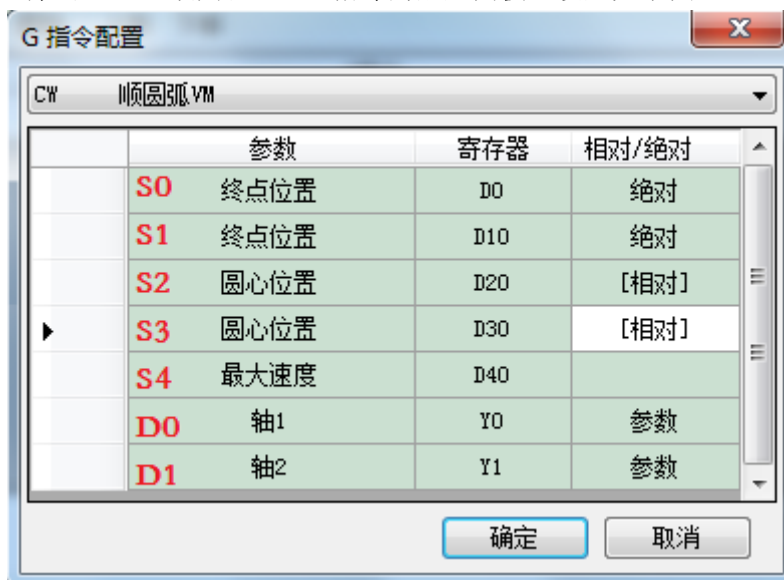 G 指令配置
CW 顺圆弧VM
参数 寄存器 相对/绝对
S0 终点位置 D0 绝对
S1 终点位置 D10 绝对
S2 圆心位置 D20 [相对]
S3 圆心位置 D30 [相对]
S4 最大速度 D40
D0 轴1 Y0 参数
D1 轴2 Y1 参数
确定 取消